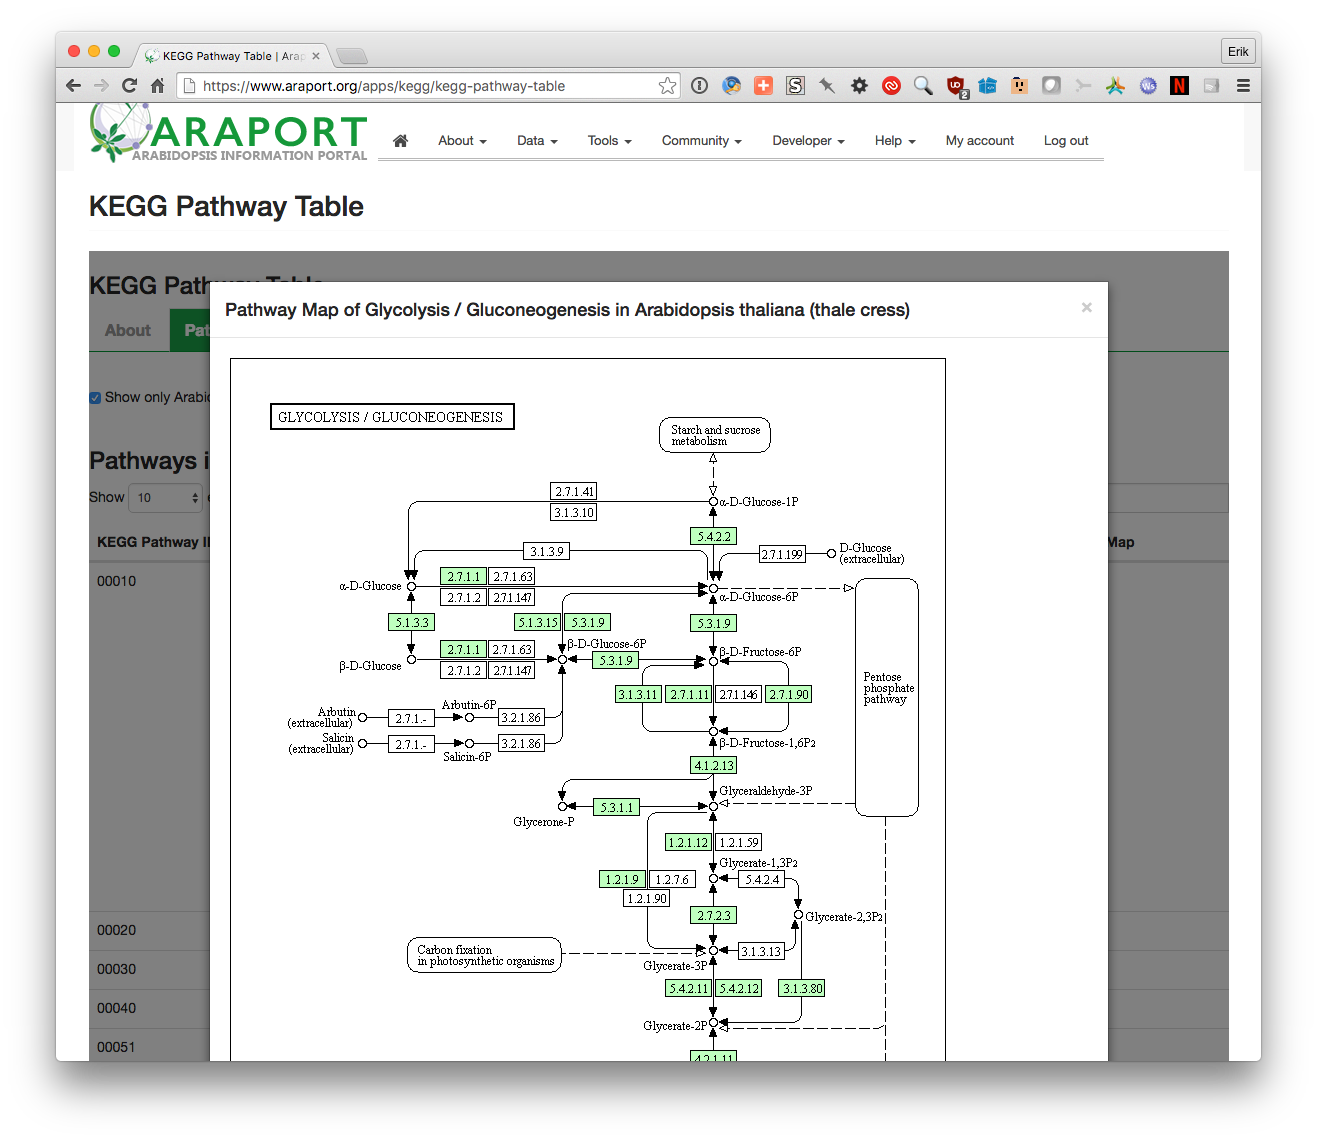 KEGG Pathway Table | Arap
Erik
https://www.araport.org/apps/kegg/kegg-pathway-table
2
ARAPORT
ARABIDOPSIS INFORMATION PORTAL
About
Data
Tools
Community
Developer
Help
My account
Log out
KEGG Pathway Table
KEGG Pathway Table
About
Pat
Show only Arabid
Pathways i
Show 10
KEGG Pathway I
Map
00010
00020
00030
00040
00051
Pathway Map of Glycolysis / Gluconeogenesis in Arabidopsis thaliana (thale cress)
×
GLYCOLYSIS / GLUCONEOGENESIS
Starch and sucrose
metabolism
2.7.1.41
α-D-Glucose-1P
3.1.3.10
5.4.2.2
3.1.3.9
2.7.1.199
D-Glucose
(extracellular)
α-D-Glucose
2.7.1.1
2.7.1.63
2.7.1.2
2.7.1.147
α-D-Glucose-6P
5.1.3.3
5.1.3.15
5.3.1.9
5.3.1.9
β-D-Glucose
2.7.1.1
2.7.1.63
2.7.1.2
2.7.1.147
β-D-Glucose-6P
5.3.1.9
β-D-Fructose-6P
Pentose
phosphate
pathway
3.1.3.11
2.7.1.11
2.7.1.146
2.7.1.90
Arbutin
(extracellular)
2.7.1.-
Arbutin-6P
3.2.1.86
Salicin
(extracellular)
2.7.1.-
Salicin-6P
3.2.1.86
β-D-Fructose-1,6P2
4.1.2.13
Glyceraldehyde-3P
5.3.1.1
Glycerone-P
1.2.1.12
1.2.1.59
Glycerate-1,3P2
1.2.1.9
1.2.7.6
1.2.1.90
5.4.2.4
2.7.2.3
Glycerate-2,3P2
Carbon fixation
in photosynthetic organisms
3.1.3.13
Glycerate-3P
5.4.2.11
5.4.2.12
3.1.3.80
Glycerate-2P
4.2.1.11